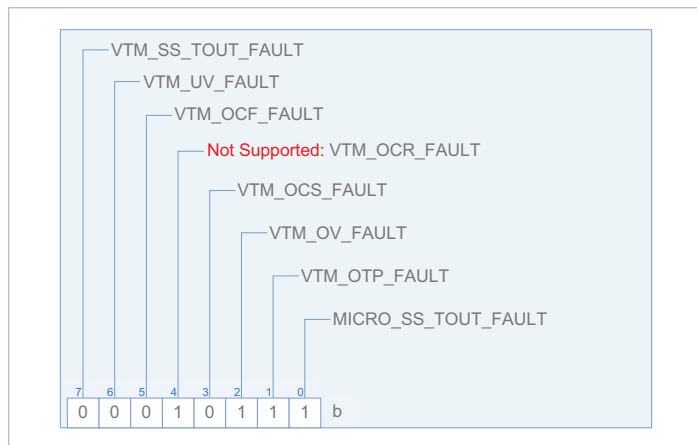 VTM_SS_TOUT_FAULT
VTM_UV_FAULT
VTM_OCF_FAULT
Not Supported: VTM_OCR_FAULT
VTM_OCS_FAULT
VTM_OV_FAULT
VTM_OTP_FAULT
MICRO_SS_TOUT_FAULT
7 6 5 4 3 2 1 0
0 0 0 1 0 1 1 1 b